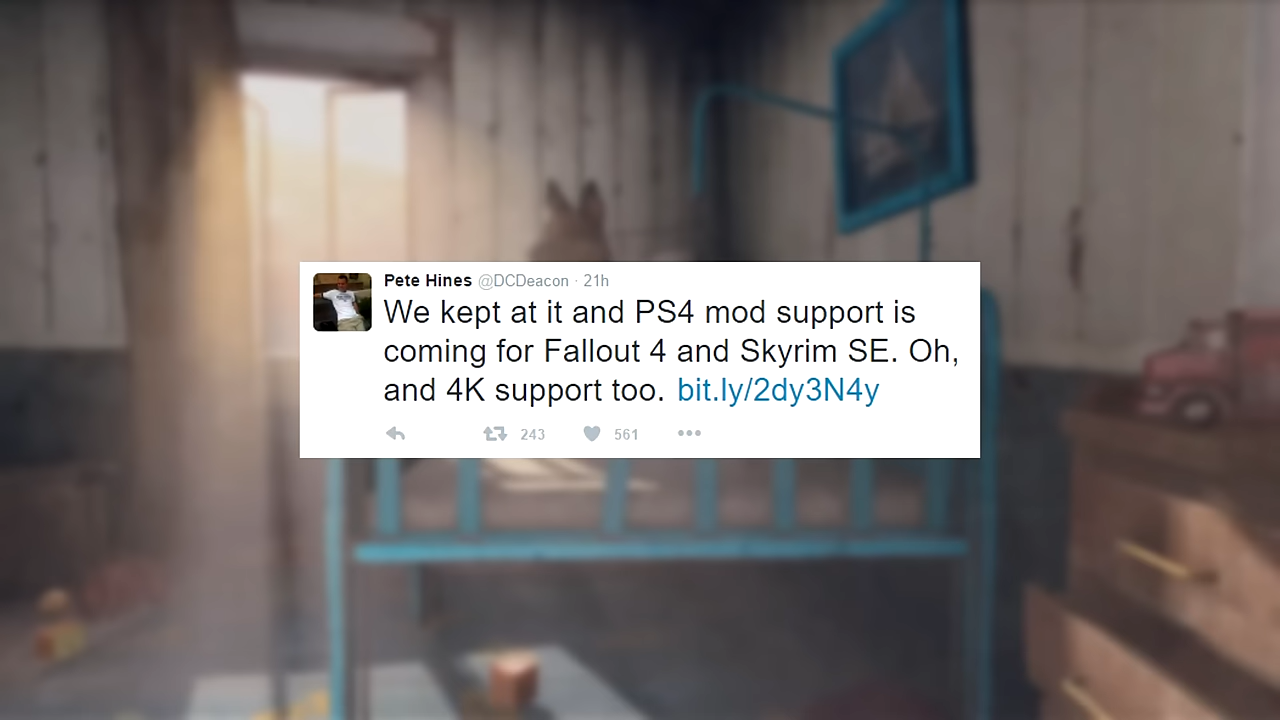 Pete Hines @DCDeacon · 21h
We kept at it and PS4 mod support is
coming for Fallout 4 and Skyrim SE. Oh,
and 4K support too. bit.ly/2dy3N4y
243 561